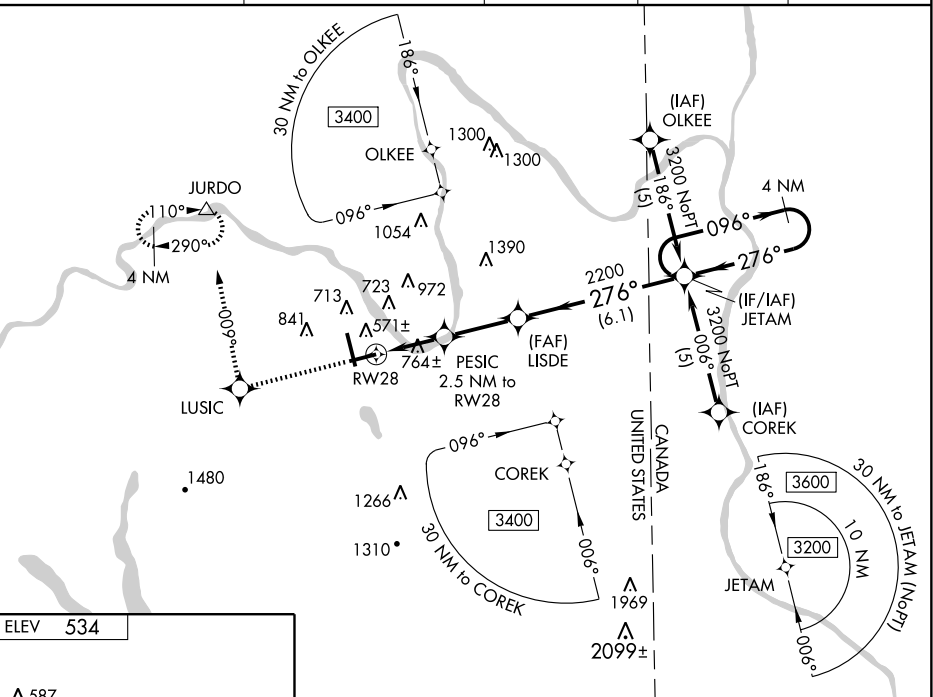 30 NM to OLKEE
186°
3400
OLKEE
096°
1300
1300
(IAF)
OLKEE
3200 NoPT
186°
(5)
4 NM
096°
276°
JURDO
110°
290°
4 NM
1054
1390
972
723
713
841
571±
764±
2200
276°
(6.1)
(IF/IAF)
JETAM
3200 NoPT
006°
(5)
(IAF)
COREK
009°
LUSIC
RW28
PESIC
2.5 NM to
RW28
(FAF)
LISDE
CANADA
UNITED STATES
096°
COREK
3400
006°
30 NM to COREK
1480
1266
1310
1969
2099±
186°
3600
3200
10 NM
30 NM to JETAM (NoPT)
JETAM
006°
ELEV 534
587